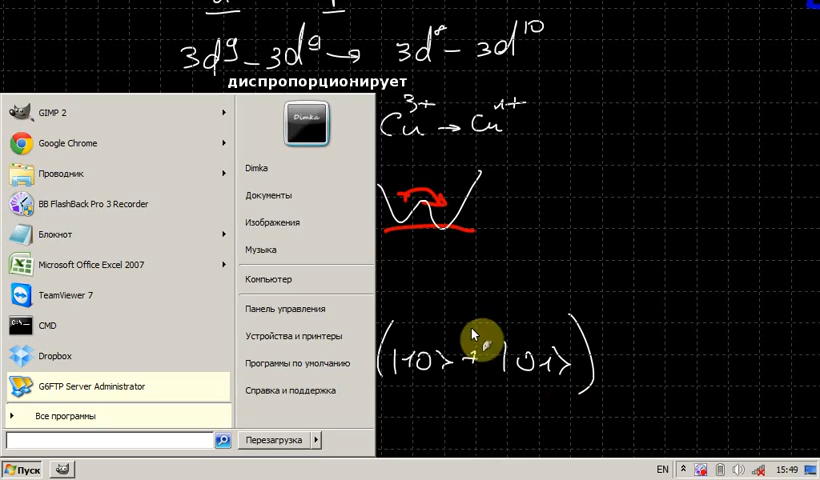 3d⁹ – 3d⁹ → 3d⁸ – 3d¹⁰
диспропорционирует
GIMP 2
Google Chrome
Проводник
BB FlashBack Pro 3 Recorder
Блокнот
Microsoft Office Excel 2007
TeamViewer 7
CMD
Dropbox
G6FTP Server Administrator
Все программы
Dimka
Dimka
Документы
Изображения
Музыка
Компьютер
Панель управления
Устройства и принтеры
Программы по умолчанию
Справка и поддержка
Перезагрузка
Cu³⁺ → Cu¹⁺
(|10> + |01>)
Пуск
EN
15:49